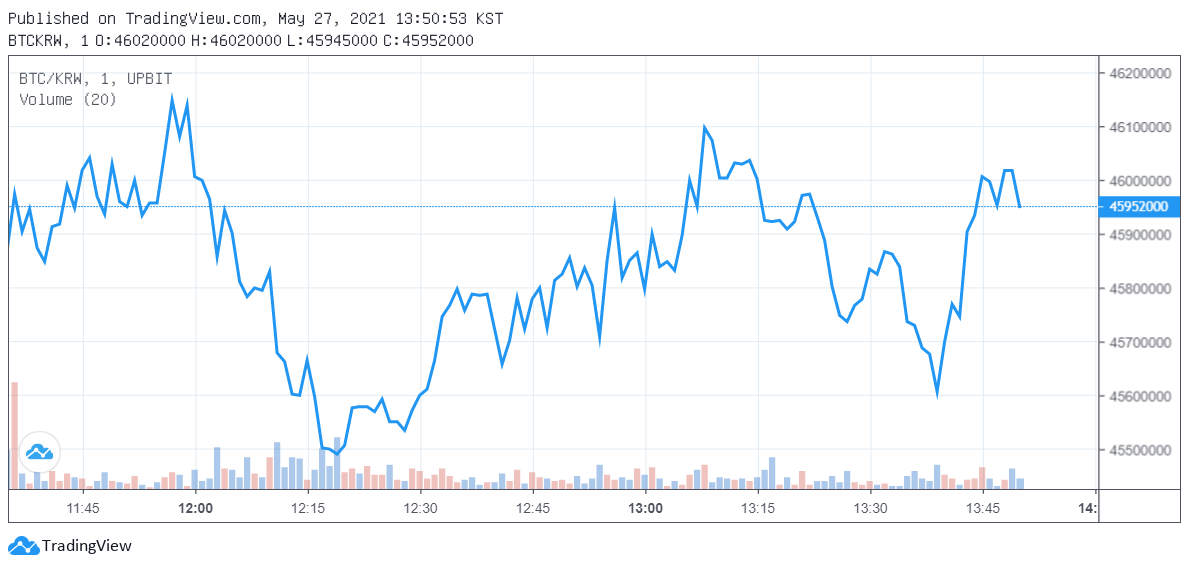 Published on TradingView.com, May 27, 2021 13:50:53 KST
BTCKRW, 1 O:46020000 H:46020000 L:45945000 C:45952000
BTC/KRW, 1, UPBIT
Volume (20)
46200000
46100000
46000000
45952000
45900000
45800000
45700000
45600000
45500000
11:45 12:00 12:15 12:30 12:45 13:00 13:15 13:30 13:45 14:
TradingView